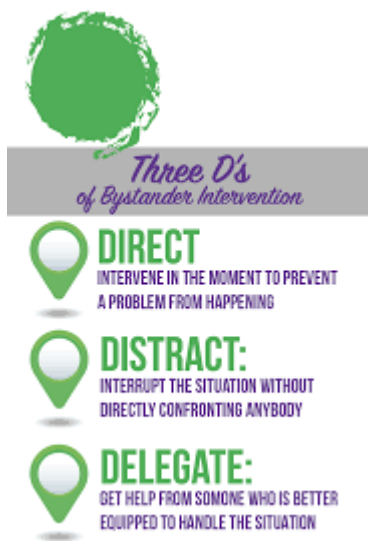 Three D's
of Bystander Intervention
DIRECT
INTERVENE IN THE MOMENT TO PREVENT
A PROBLEM FROM HAPPENING
DISTRACT:
INTERRUPT THE SITUATION WITHOUT
DIRECTLY CONFRONTING ANYBODY
DELEGATE:
GET HELP FROM SOMONE WHO IS BETTER
EQUIPPED TO HANDLE THE SITUATION